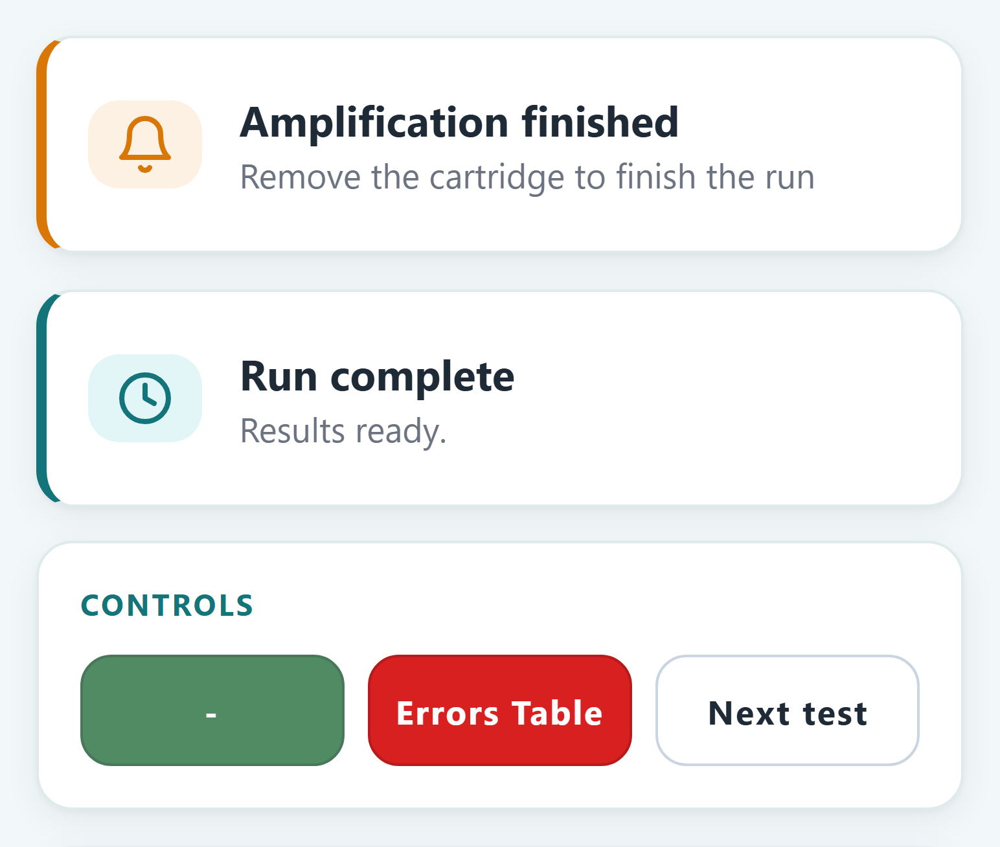 Amplification finished
Remove the cartridge to finish the run
Run complete
Results ready.
CONTROLS
-
Errors Table
Next test